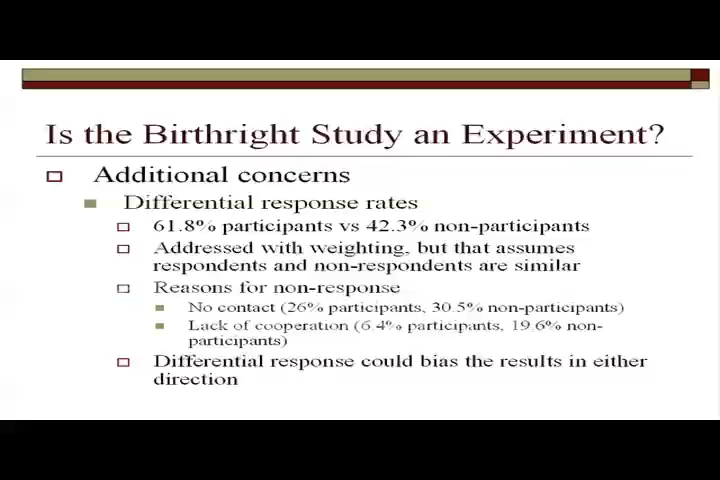 Is the Birthright Study an Experiment?
Additional concerns
Differential response rates
61.8% participants vs 42.3% non-participants
Addressed with weighting, but that assumes
respondents and non-respondents are similar
Reasons for non-response
No contact (26% participants, 30.5% non-participants)
Lack of cooperation (6.4% participants, 19.6% non-
participants)
Differential response could bias the results in either
direction